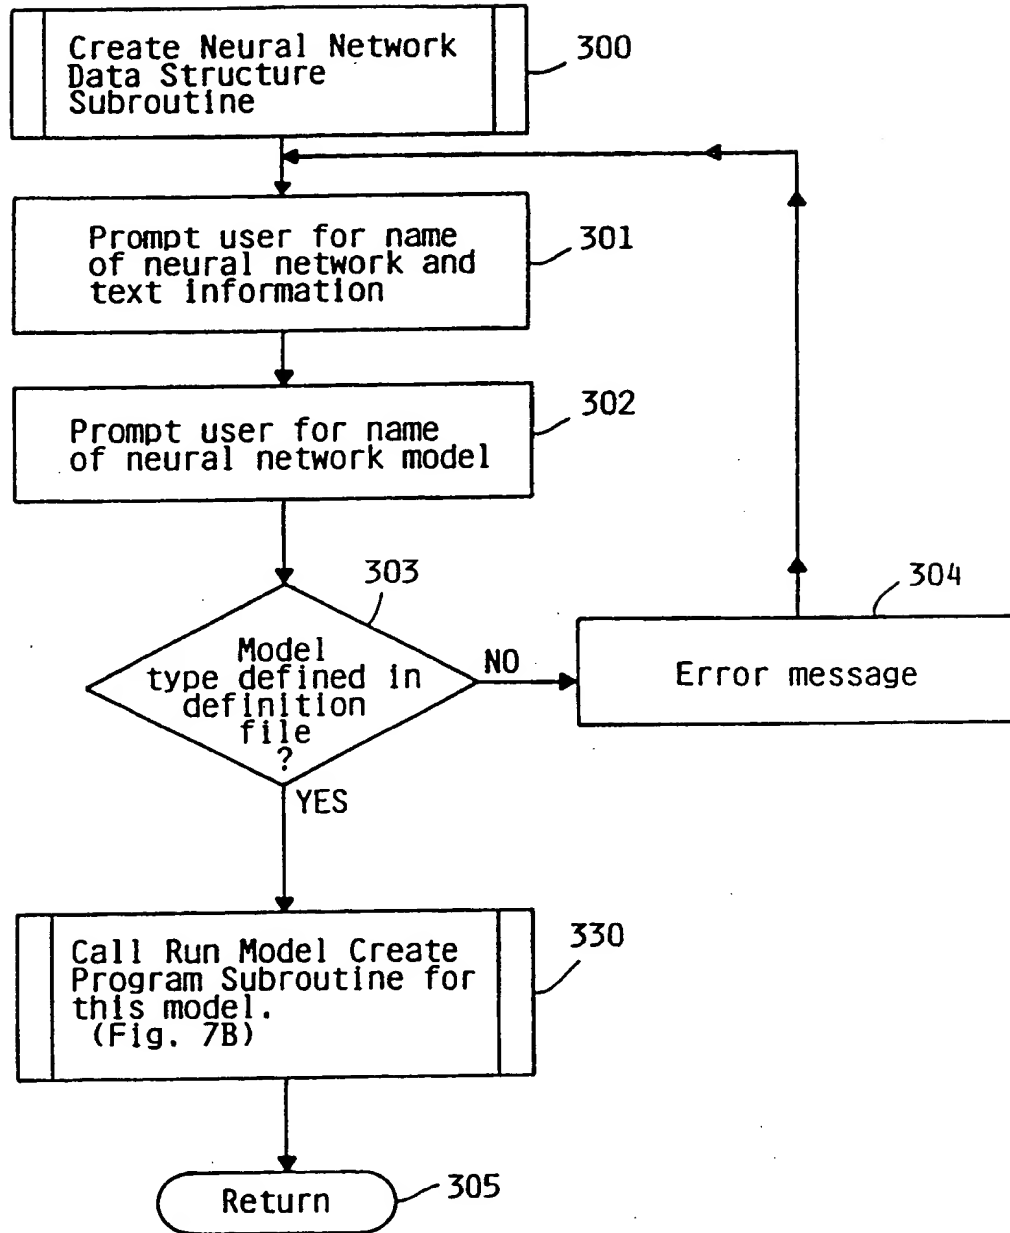 Create Neural Network
Data Structure
Subroutine
300
Prompt user for name
of neural network and
text information
301
Prompt user for name
of neural network model
302
303
Model
type defined in
definition
file
?
NO
304
Error message
YES
Call Run Model Create
Program Subroutine for
this model.
(Fig. 7B)
330
Return
305